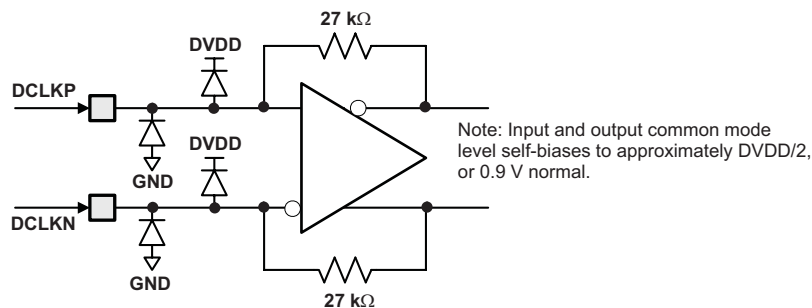 27 kΩ
DVDD
DCLKP
GND
DVDD
Note: Input and output common mode
level self-biases to approximately DVDD/2,
or 0.9 V normal.
DCLKN
GND
27 kΩ